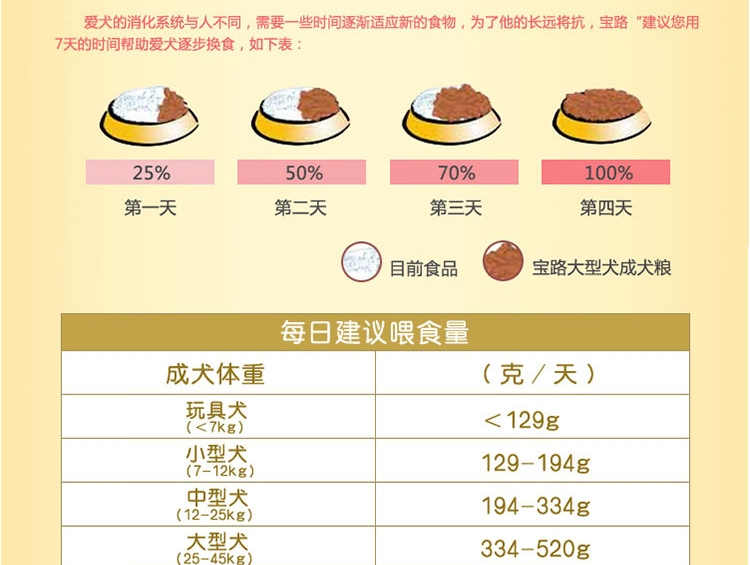 爱犬的消化系统与人不同，需要一些时间逐渐适应新的食物，为了他的长远将抗，宝路“建议您用
7天的时间帮助爱犬逐步换食，如下表：
25% 50% 70% 100%
第一天 第二天 第三天 第四天
目前食品 宝路大型犬成犬粮
每日建议喂食量
成犬体重 （克／天）
玩具犬
(＜7kg) ＜129g
小型犬
(7-12kg) 129-194g
中型犬
(12-25kg) 194-334g
大型犬
(25-45kg) 334-520g